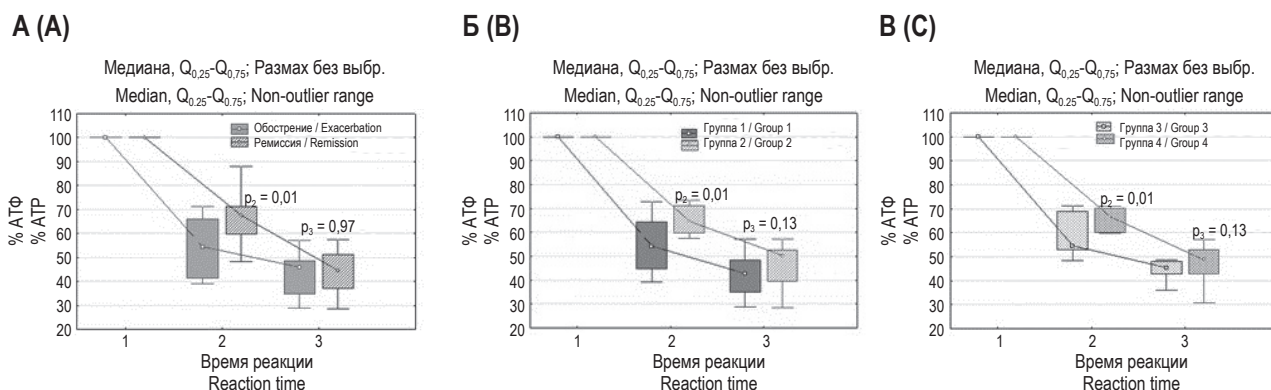 А (A)
Медиана, Q0,25-Q0,75; Размах без выбр.
Median, Q0.25-Q0.75; Non-outlier range
% АТФ
% ATP
110
100
90
80
70
60
50
40
30
20
Обострение / Exacerbation
Ремиссия / Remission
p2 = 0,01
p3 = 0,97
1 2 3
Время реакции
Reaction time
Б (B)
Медиана, Q0,25-Q0,75; Размах без выбр.
Median, Q0.25-Q0.75; Non-outlier range
% АТФ
% ATP
110
100
90
80
70
60
50
40
30
20
Группа 1 / Group 1
Группа 2 / Group 2
p2 = 0,01
p3 = 0,13
1 2 3
Время реакции
Reaction time
В (C)
Медиана, Q0,25-Q0,75; Размах без выбр.
Median, Q0.25-Q0.75; Non-outlier range
% АТФ
% ATP
110
100
90
80
70
60
50
40
30
20
Группа 3 / Group 3
Группа 4 / Group 4
p2 = 0,01
p3 = 0,13
1 2 3
Время реакции
Reaction time